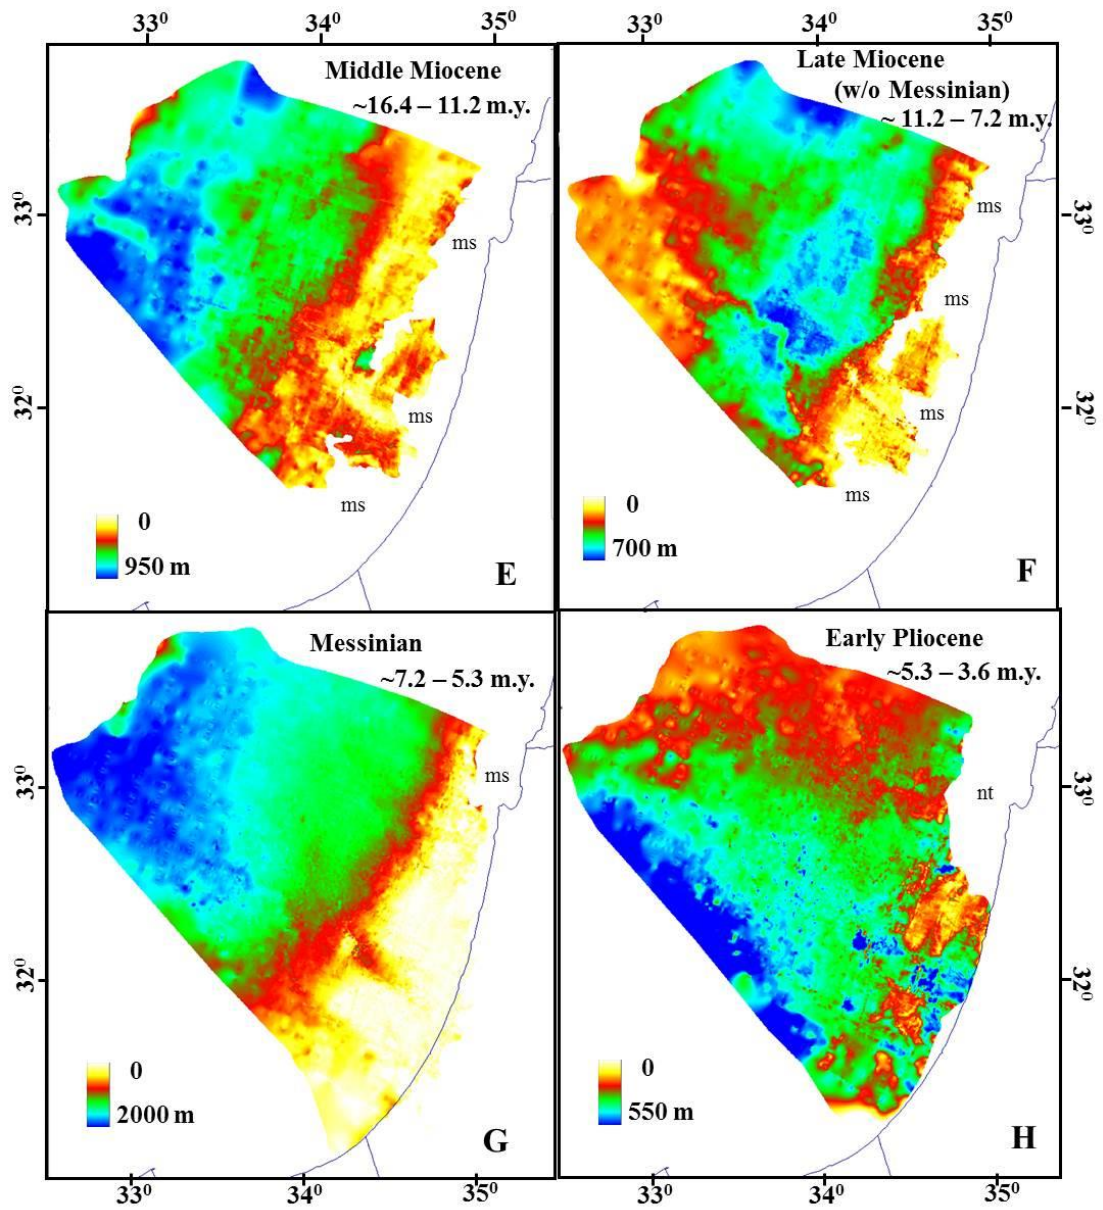 33⁰ 34⁰ 35⁰ 33⁰ 34⁰ 35⁰
Middle Miocene
~16.4 – 11.2 m.y.
33⁰
32⁰
ms
ms
ms
0
950 m
E
Late Miocene
(w/o Messinian)
~ 11.2 – 7.2 m.y.
33⁰
32⁰
ms
ms
ms
ms
0
700 m
F
Messinian
~7.2 – 5.3 m.y.
33⁰
32⁰
ms
0
2000 m
G
Early Pliocene
~5.3 – 3.6 m.y.
33⁰
32⁰
nt
0
550 m
H
33⁰ 34⁰ 35⁰ 33⁰ 34⁰ 35⁰